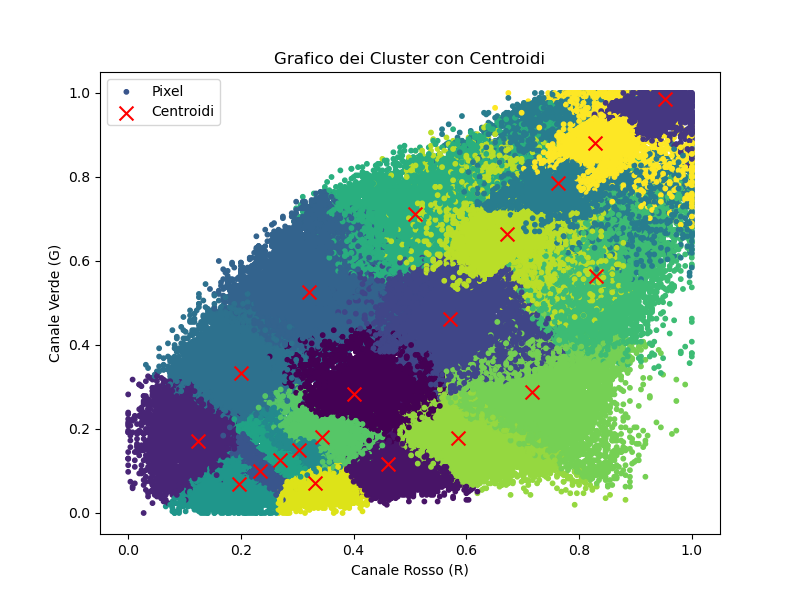 Grafico dei Cluster con Centroidi
Pixel
Centroidi
Canale Verde (G)
1.0
0.8
0.6
0.4
0.2
0.0
0.0 0.2 0.4 0.6 0.8 1.0
Canale Rosso (R)